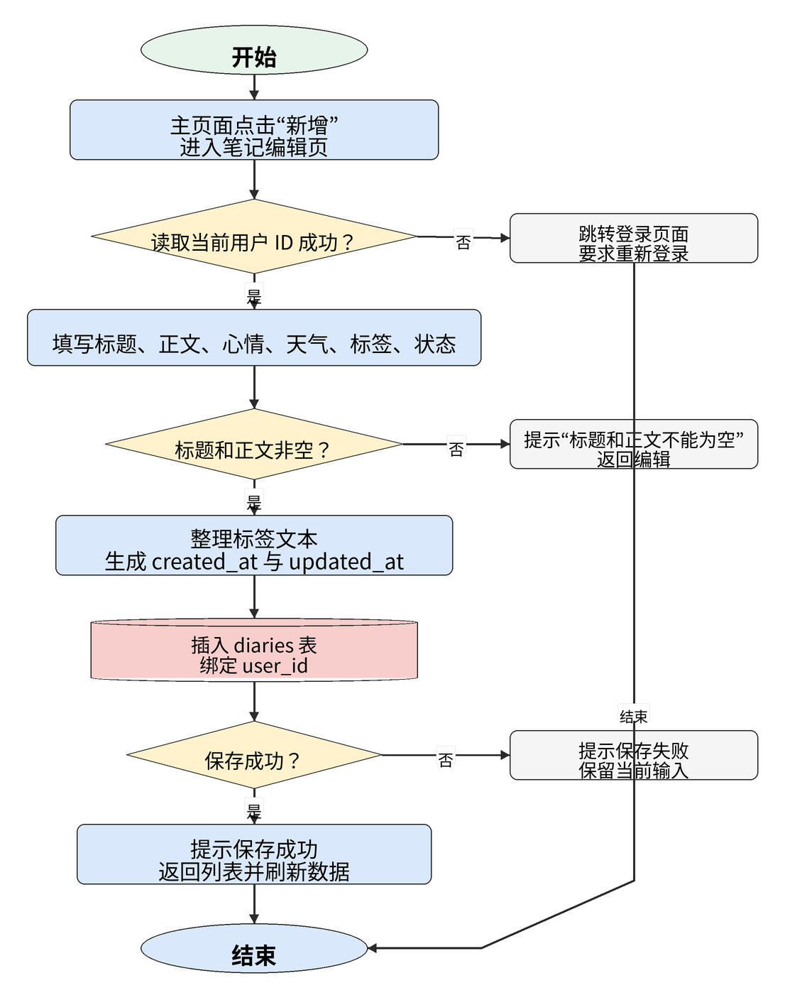 开始
主页面点击“新增”
进入笔记编辑页
读取当前用户 ID 成功？
否
跳转登录页面
要求重新登录
是
填写标题、正文、心情、天气、标签、状态
标题和正文非空？
否
提示“标题和正文不能为空”
返回编辑
是
整理标签文本
生成 created_at 与 updated_at
插入 diaries 表
绑定 user_id
结束
保存成功？
否
提示保存失败
保留当前输入
是
提示保存成功
返回列表并刷新数据
结束